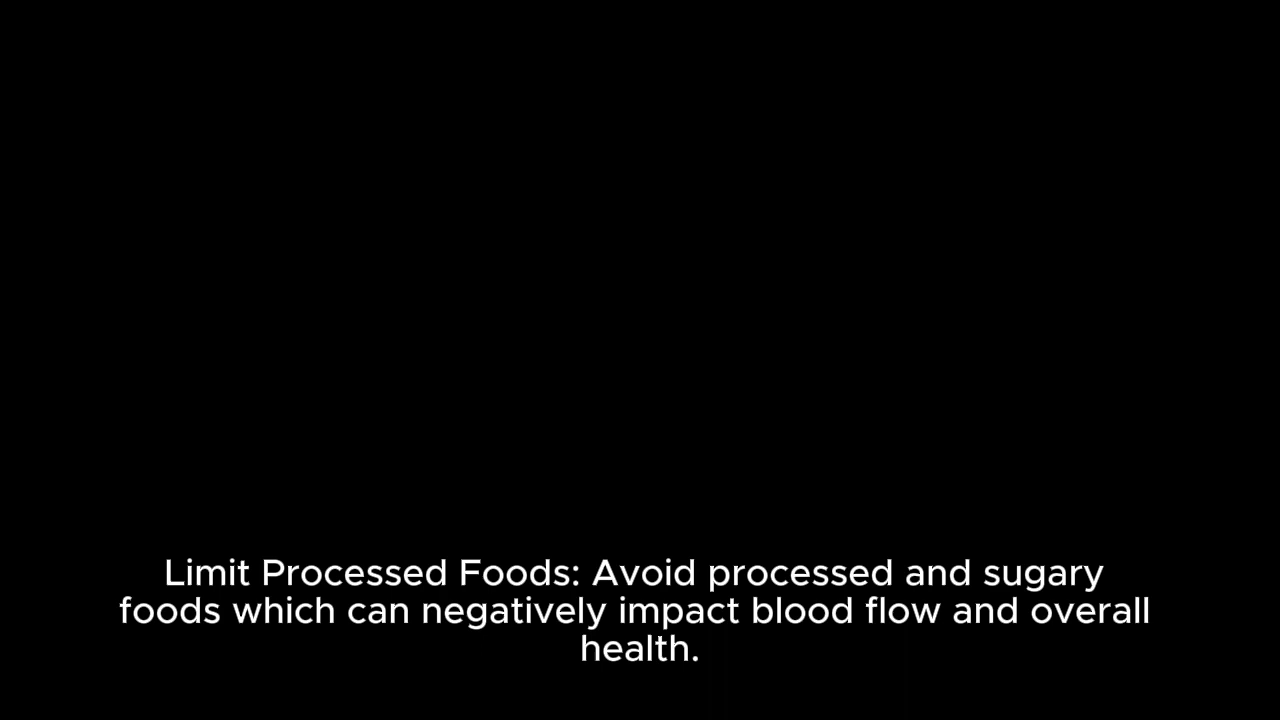 Limit Processed Foods: Avoid processed and sugary
foods which can negatively impact blood flow and overall
health.